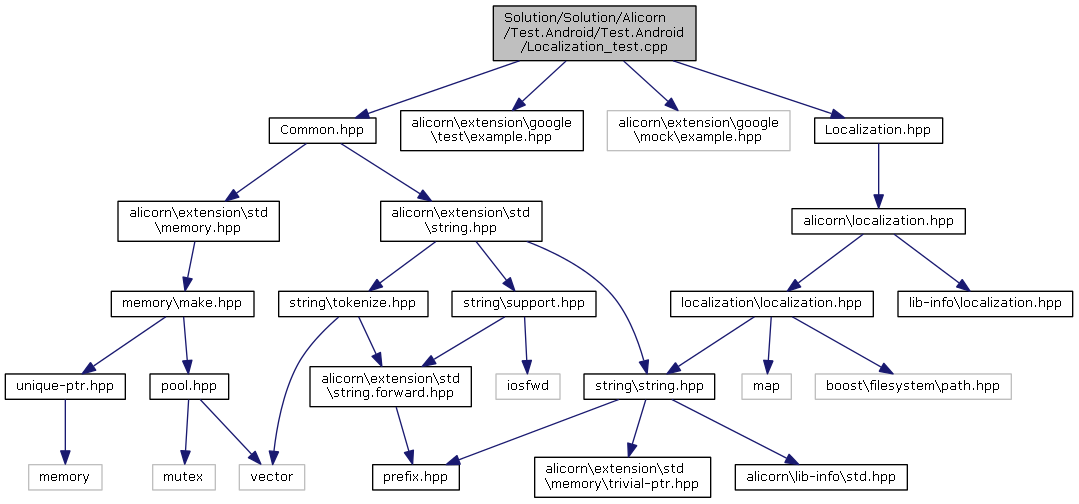 Solution/Solution/Alicorn
/Test.Android/Test.Android
/Localization_test.cpp
Common.hpp
alicorn\extension\google
\test\example.hpp
alicorn\extension\google
\mock\example.hpp
Localization.hpp
alicorn\extension\std
\memory.hpp
alicorn\extension\std
\string.hpp
alicorn\localization.hpp
memory\make.hpp
string\tokenize.hpp
string\support.hpp
localization\localization.hpp
lib-info\localization.hpp
unique-ptr.hpp
pool.hpp
alicorn\extension\std
\string.forward.hpp
iosfwd
string\string.hpp
map
boost\filesystem\path.hpp
memory
mutex
vector
prefix.hpp
alicorn\extension\std
\memory\trivial-ptr.hpp
alicorn\lib-info\std.hpp